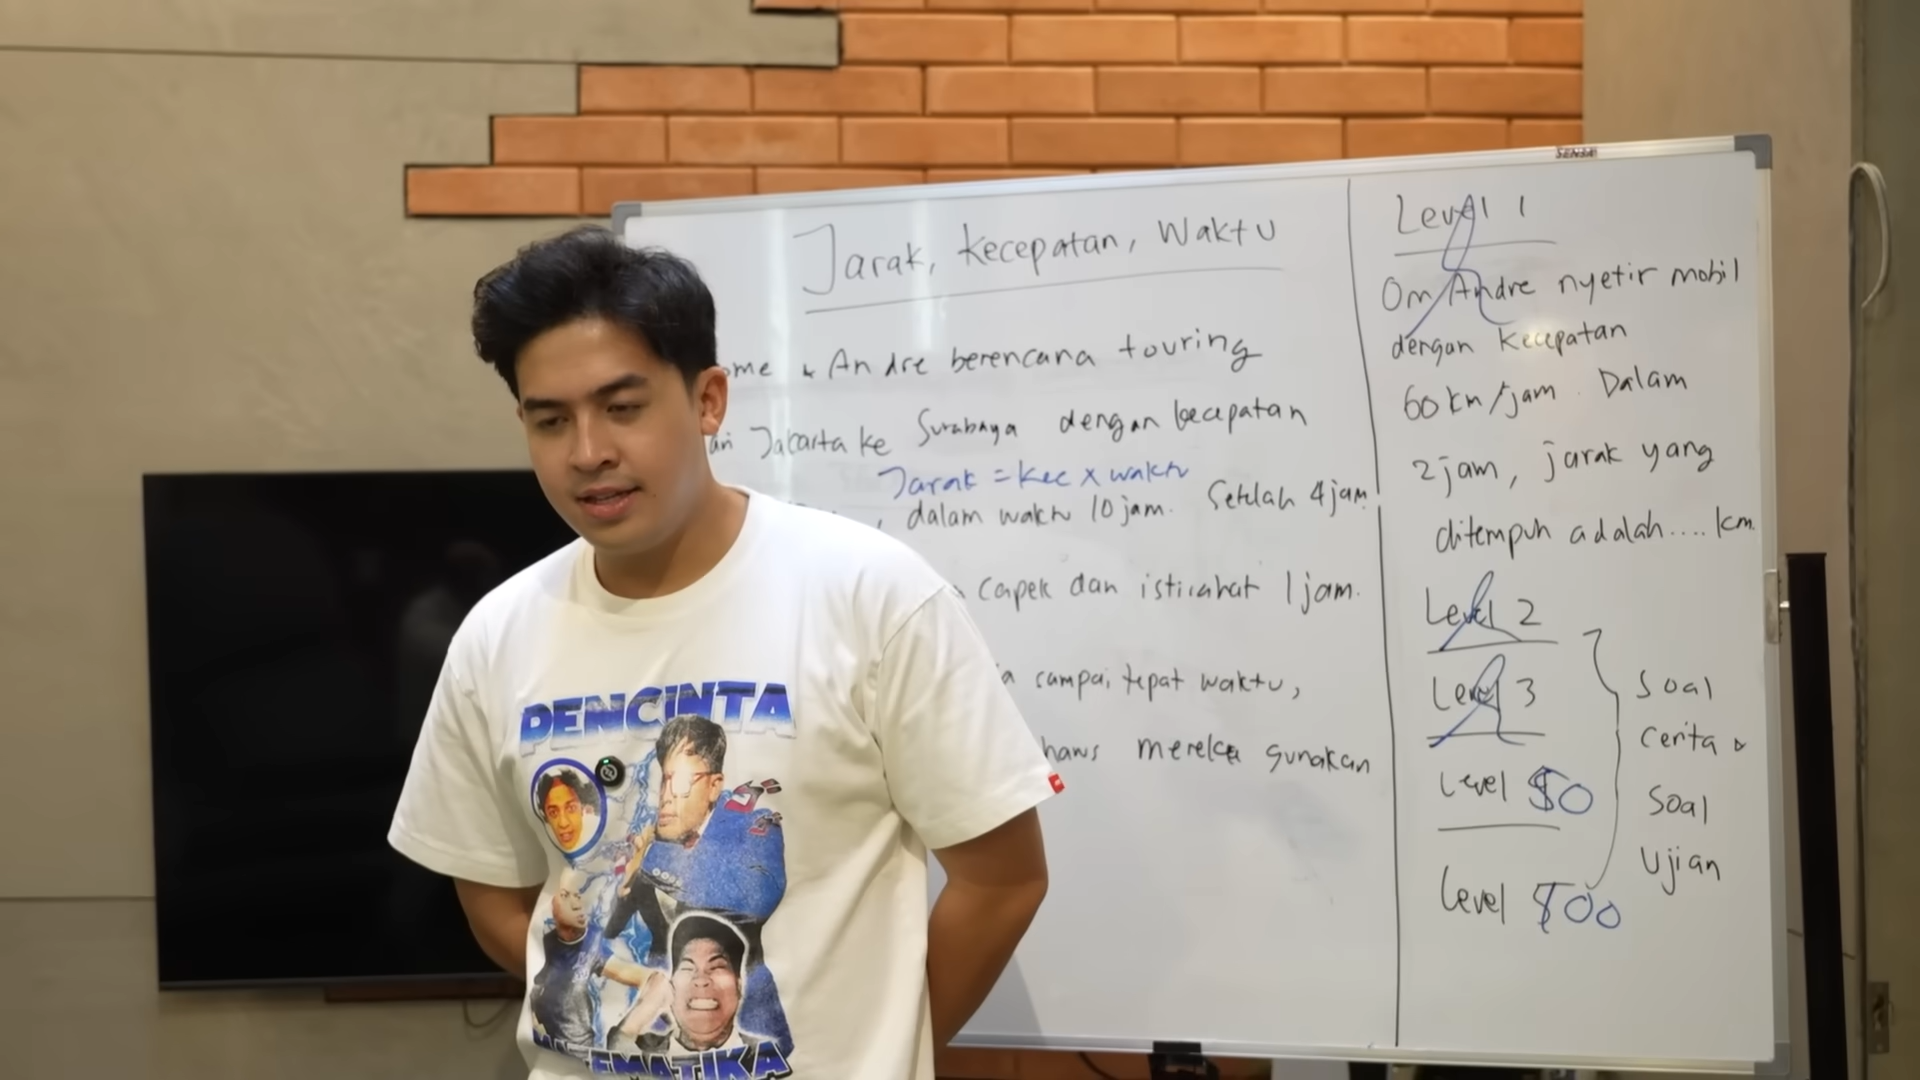 SENZA
Jarak, kecepatan, Waktu
ome & Andre berencana touring
ari Jakarta ke Surabaya dengan kecepatan
Jarak = kec x waktu
, dalam waktu 10 jam. Setelah 4 jam
capek dan istirahat 1 jam.
a sampai tepat waktu,
harus mereka gunakan
Level 1
Om Andre nyetir mobil
dengan kecepatan
60 km/jam. Dalam
2 jam, jarak yang
ditempuh adalah.... km.
Level 2
Level 3
Level 50
Level 100
Soal
cerita &
Soal
Ujian
PENCINTA
MATEMATIKA